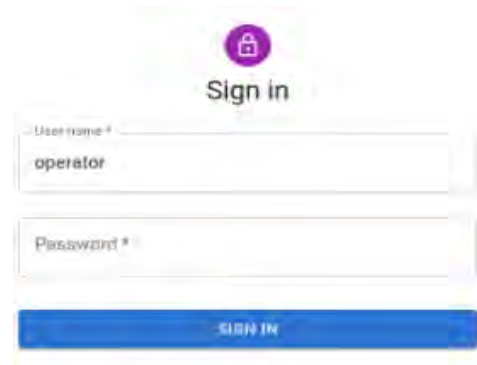 Sign in
User name *
operator
Password *
SIGN IN